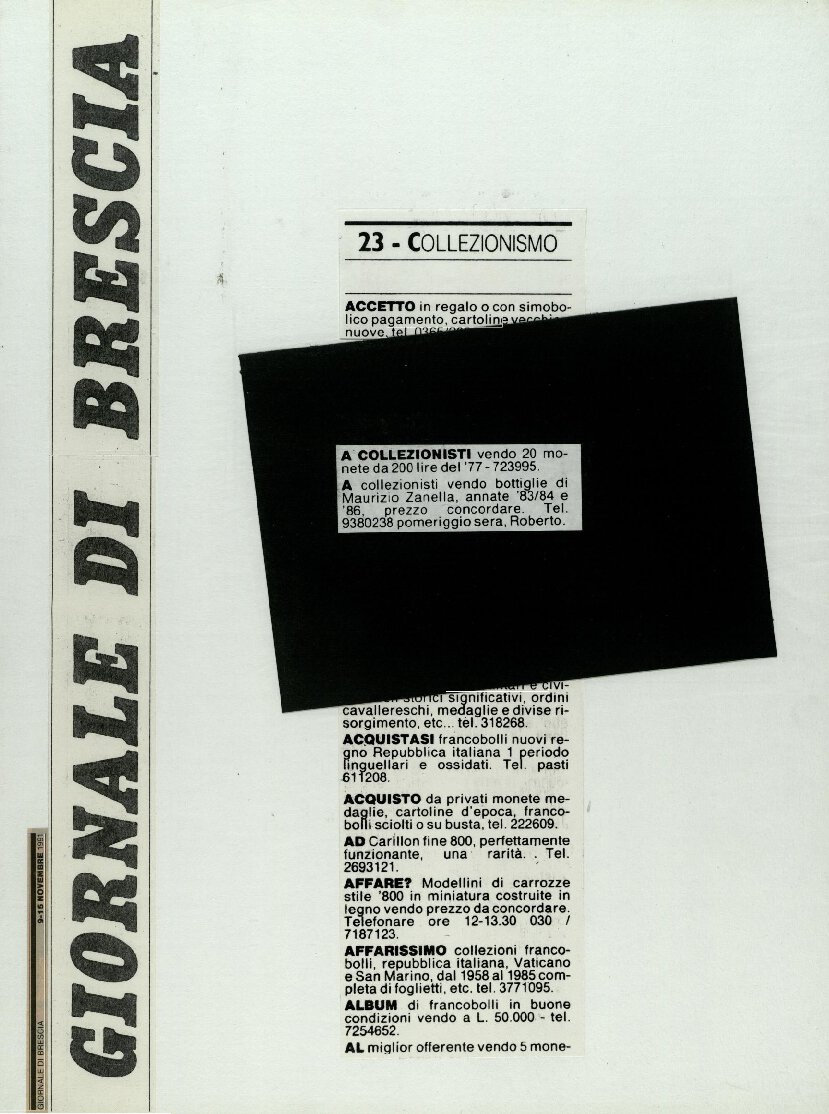 GIORNALE DI BRESCIA
GIORNALE DI BRESCIA 9-15 NOVEMBRE 1991
23 - COLLEZIONISMO
ACCETTO in regalo o con simobo-
lico pagamento, cartoline
nuove, tel.
A COLLEZIONISTI vendo 20 mo-
nete da 200 lire del '77 - 723995.
A collezionisti vendo bottiglie di
Maurizio Zanella, annate '83/84 e
'86, prezzo concordare. Tel.
9380238 pomeriggio sera, Roberto.
e civi-
storici significativi, ordini
cavallereschi, medaglie e divise ri-
sorgimento, etc... tel. 318268.
ACQUISTASI francobolli nuovi re-
gno Repubblica italiana 1 periodo
linguellari e ossidati. Tel. pasti
611208.
ACQUISTO da privati monete me-
daglie, cartoline d'epoca, franco-
bolli sciolti o su busta, tel. 222609.
AD Carillon fine 800, perfettamente
funzionante, una rarità. . Tel.
2693121.
AFFARE? Modellini di carrozze
stile '800 in miniatura costruite in
legno vendo prezzo da concordare.
Telefonare ore 12-13.30 030 /
7187123.
AFFARISSIMO collezioni franco-
bolli, repubblica italiana, Vaticano
e San Marino, dal 1958 al 1985 com-
pleta di foglietti, etc. tel. 3771095.
ALBUM di francobolli in buone
condizioni vendo a L. 50.000 - tel.
7254652.
AL miglior offerente vendo 5 mone-